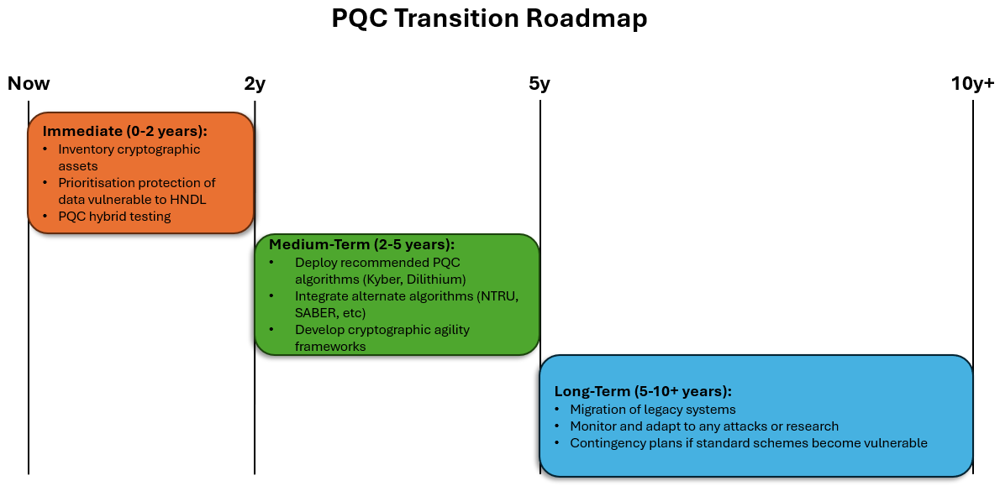 PQC Transition Roadmap
Now
2y
5y
10y+
Immediate (0-2 years):
• Inventory cryptographic
assets
• Prioritisation protection of
data vulnerable to HNDL
• PQC hybrid testing
Medium-Term (2-5 years):
• Deploy recommended PQC
algorithms (Kyber, Dilithium)
• Integrate alternate algorithms (NTRU,
SABER, etc)
• Develop cryptographic agility
frameworks
Long-Term (5-10+ years):
• Migration of legacy systems
• Monitor and adapt to any attacks or research
• Contingency plans if standard schemes become vulnerable